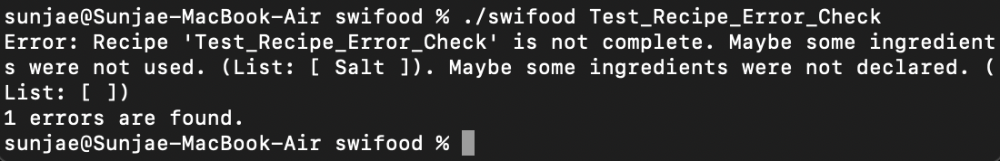 sunjae@Sunjae-MacBook-Air swifood % ./swifood Test_Recipe_Error_Check
Error: Recipe 'Test_Recipe_Error_Check' is not complete. Maybe some ingredient
s were not used. (List: [ Salt ]). Maybe some ingredients were not declared. (
List: [ ])
1 errors are found.
sunjae@Sunjae-MacBook-Air swifood %